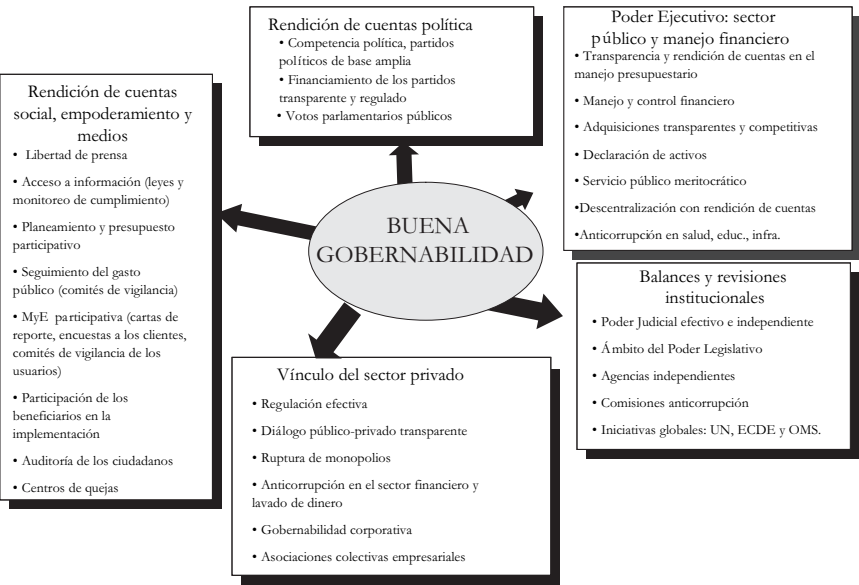 Rendición de cuentas política
• Competencia política, partidos
políticos de base amplia
• Financiamiento de los partidos
transparente y regulado
• Votos parlamentarios públicos
Poder Ejecutivo: sector
público y manejo financiero
• Transparencia y rendición de cuentas en el
manejo presupuestario
• Manejo y control financiero
• Adquisiciones transparentes y competitivas
• Declaración de activos
• Servicio público meritocrático
•Descentralización con rendición de cuentas
•Anticorrupción en salud, educ., infra.
Rendición de cuentas
social, empoderamiento y
medios
• Libertad de prensa
• Acceso a información (leyes y
monitoreo de cumplimiento)
• Planeamiento y presupuesto
participativo
• Seguimiento del gasto
público (comités de vigilancia)
• MyE participativa (cartas de
reporte, encuestas a los clientes,
comités de vigilancia de los
usuarios)
• Participación de los
beneficiarios en la
implementación
• Auditoría de los ciudadanos
• Centros de quejas
BUENA
GOBERNABILIDAD
Balances y revisiones
institucionales
• Poder Judicial efectivo e independiente
• Ámbito del Poder Legislativo
• Agencias independientes
• Comisiones anticorrupción
• Iniciativas globales: UN, ECDE y OMS.
Vínculo del sector privado
• Regulación efectiva
• Diálogo público-privado transparente
• Ruptura de monopolios
• Anticorrupción en el sector financiero y
lavado de dinero
• Gobernabilidad corporativa
• Asociaciones colectivas empresariales